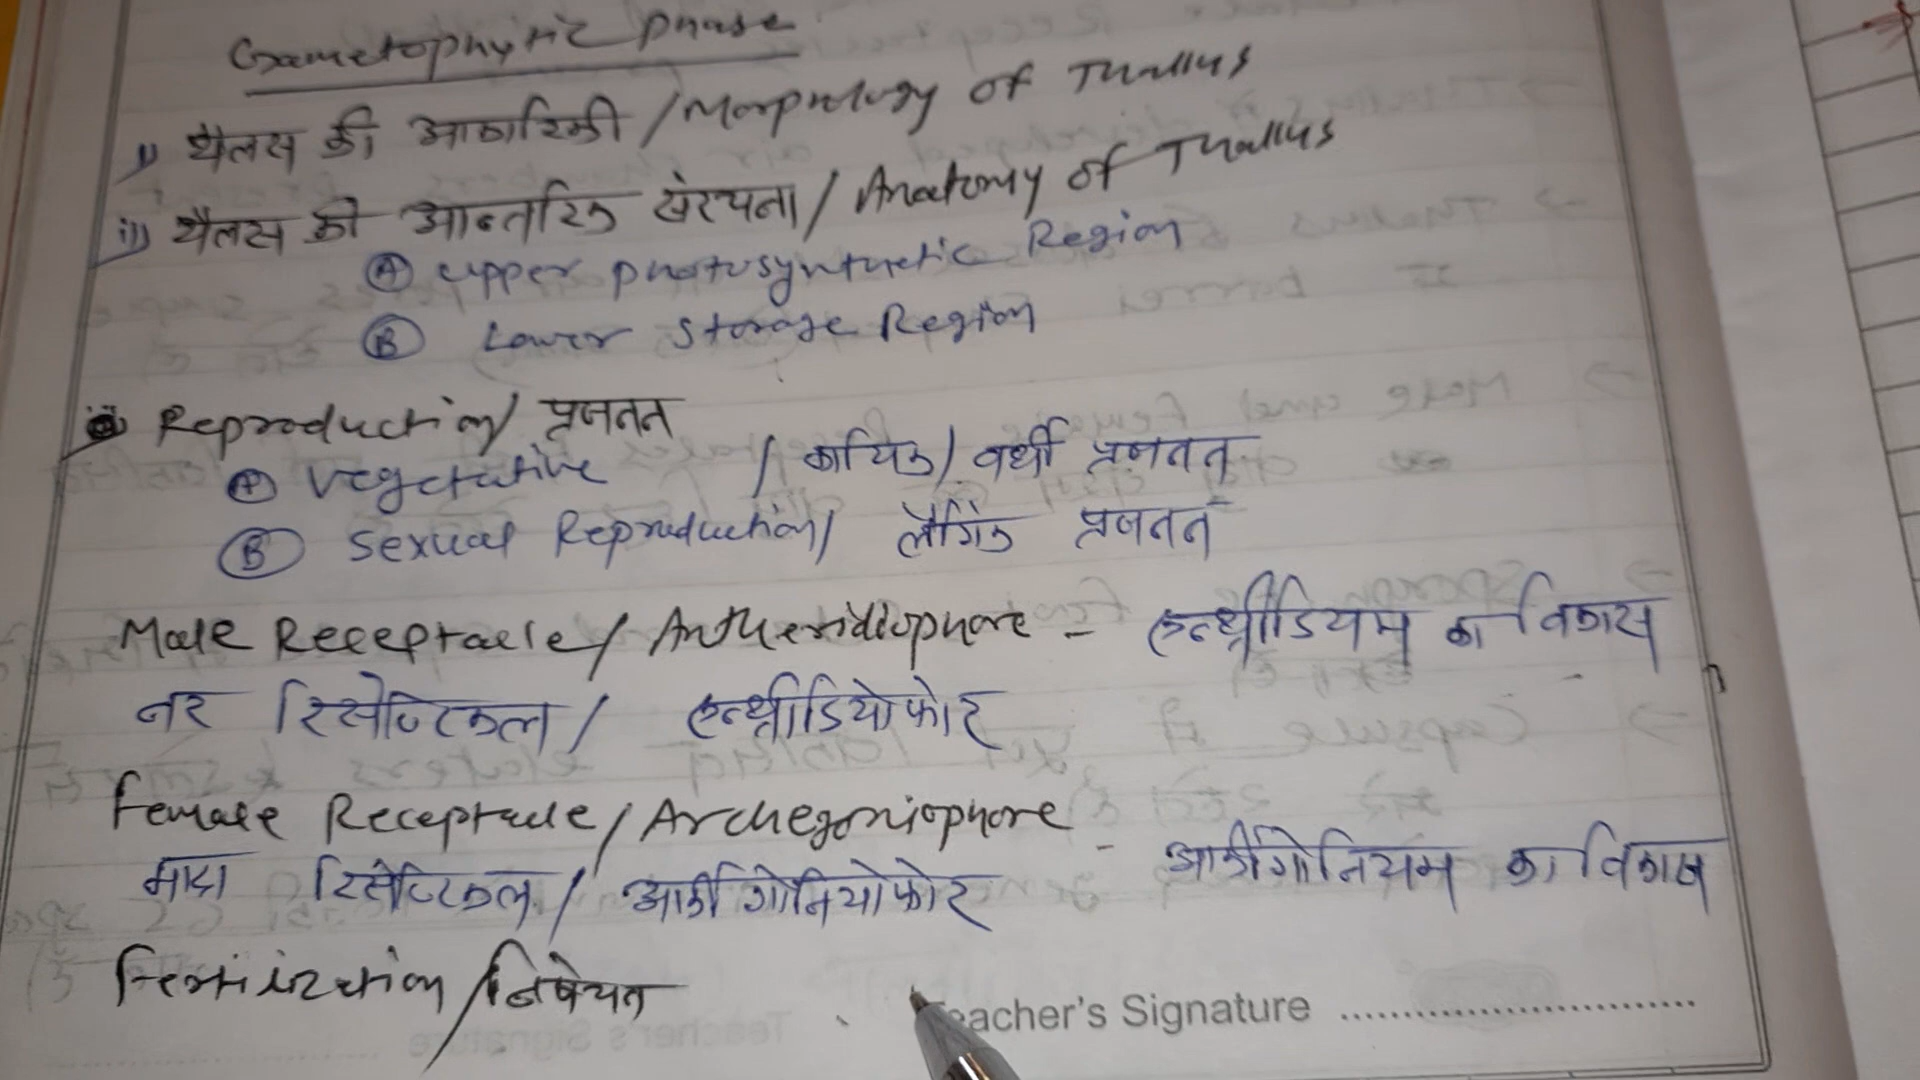 Gametophytic phase
i) थैलस की आकारिकी / Morphology of Thallus
ii) थैलस की आन्तरिक संरचना / Anatomy of Thallus
Ⓐ upper photosynthetic Region
Ⓑ Lower Storage Region
Reproduction / प्रजनन
Ⓐ vegetative / कायिक / वर्धी प्रजनन
Ⓑ Sexual Reproduction / लैंगिक प्रजनन
Male Receptacle / Antheridiophore - एन्थ्रीडियम का विकास
नर रिसेप्टिकल / एन्थ्रीडियोफोर
Female Receptacle / Archegoniophore -
माद्रा रिसेप्टिकल / आर्कीगोनियोफोर आर्कीगोनियम का विकास
Fertilization / निषेचन
Teacher's Signature